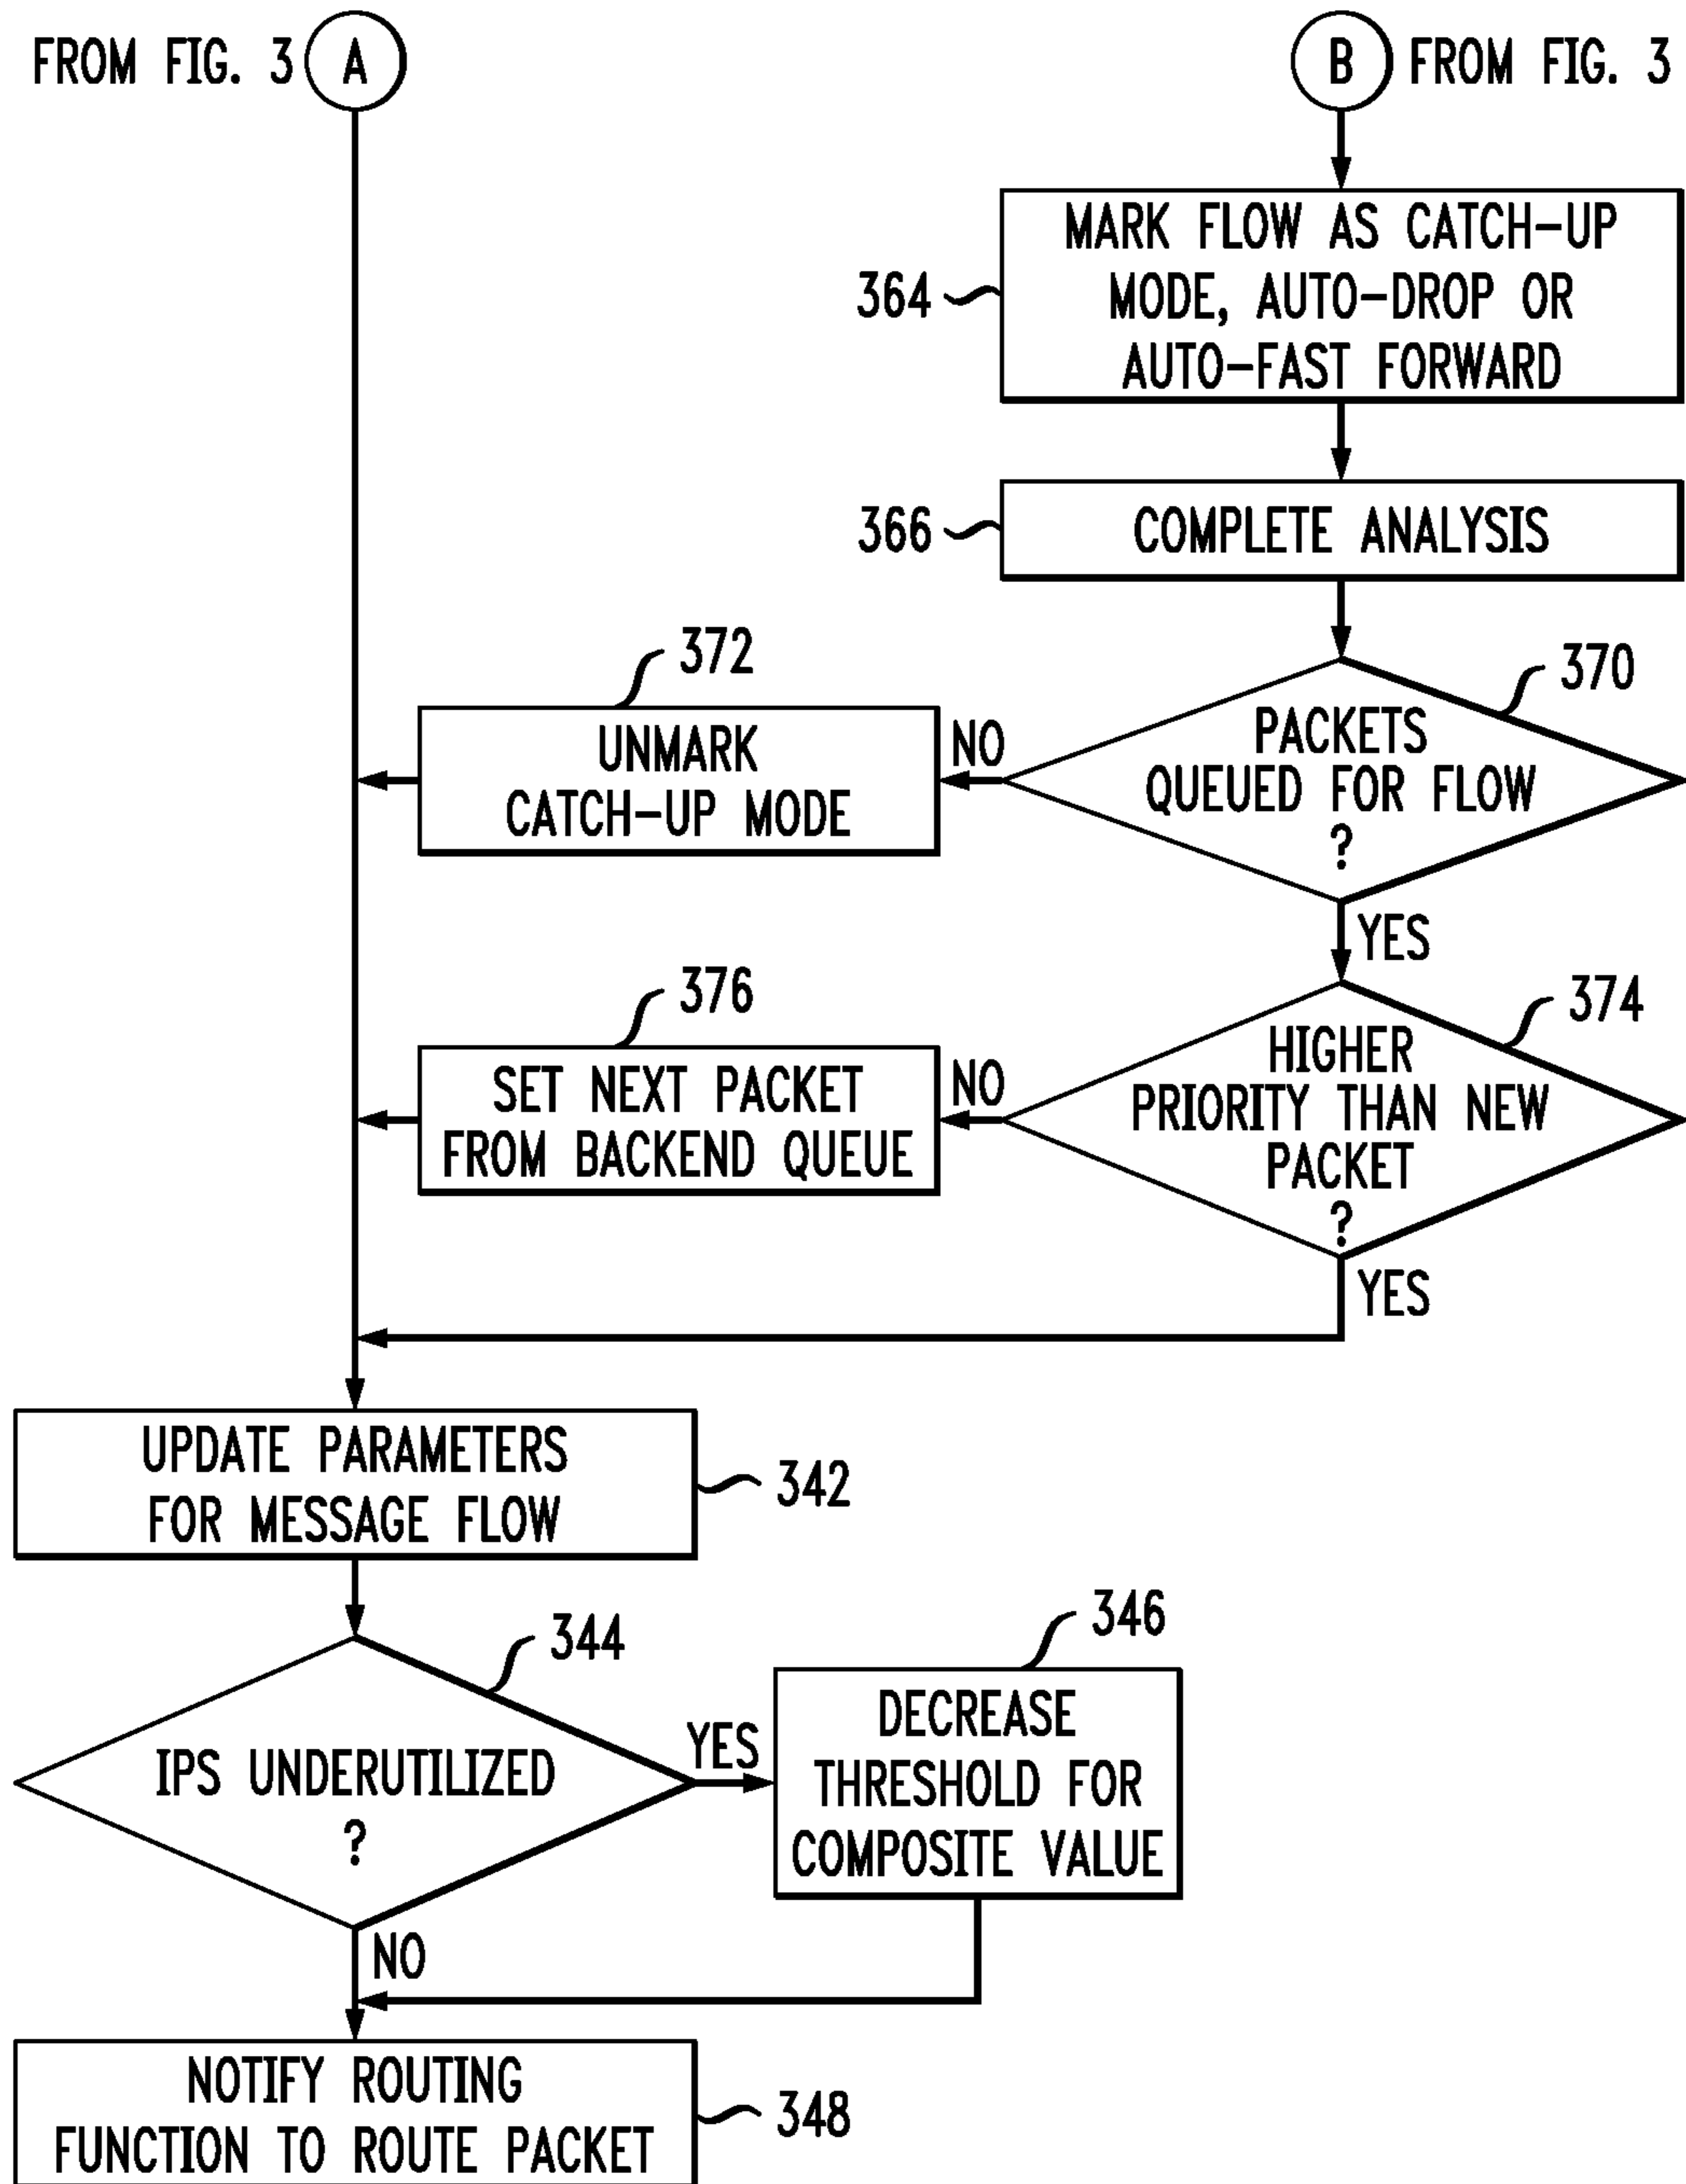 FROM FIG. 3
A
B
FROM FIG. 3
364
MARK FLOW AS CATCH-UP
MODE, AUTO-DROP OR
AUTO-FAST FORWARD
366
COMPLETE ANALYSIS
370
PACKETS
QUEUED FOR FLOW
?
NO
372
UNMARK
CATCH-UP MODE
YES
374
HIGHER
PRIORITY THAN NEW
PACKET
?
NO
376
SET NEXT PACKET
FROM BACKEND QUEUE
YES
UPDATE PARAMETERS
FOR MESSAGE FLOW
342
344
IPS UNDERUTILIZED
?
YES
346
DECREASE
THRESHOLD FOR
COMPOSITE VALUE
NO
NOTIFY ROUTING
FUNCTION TO ROUTE PACKET
348